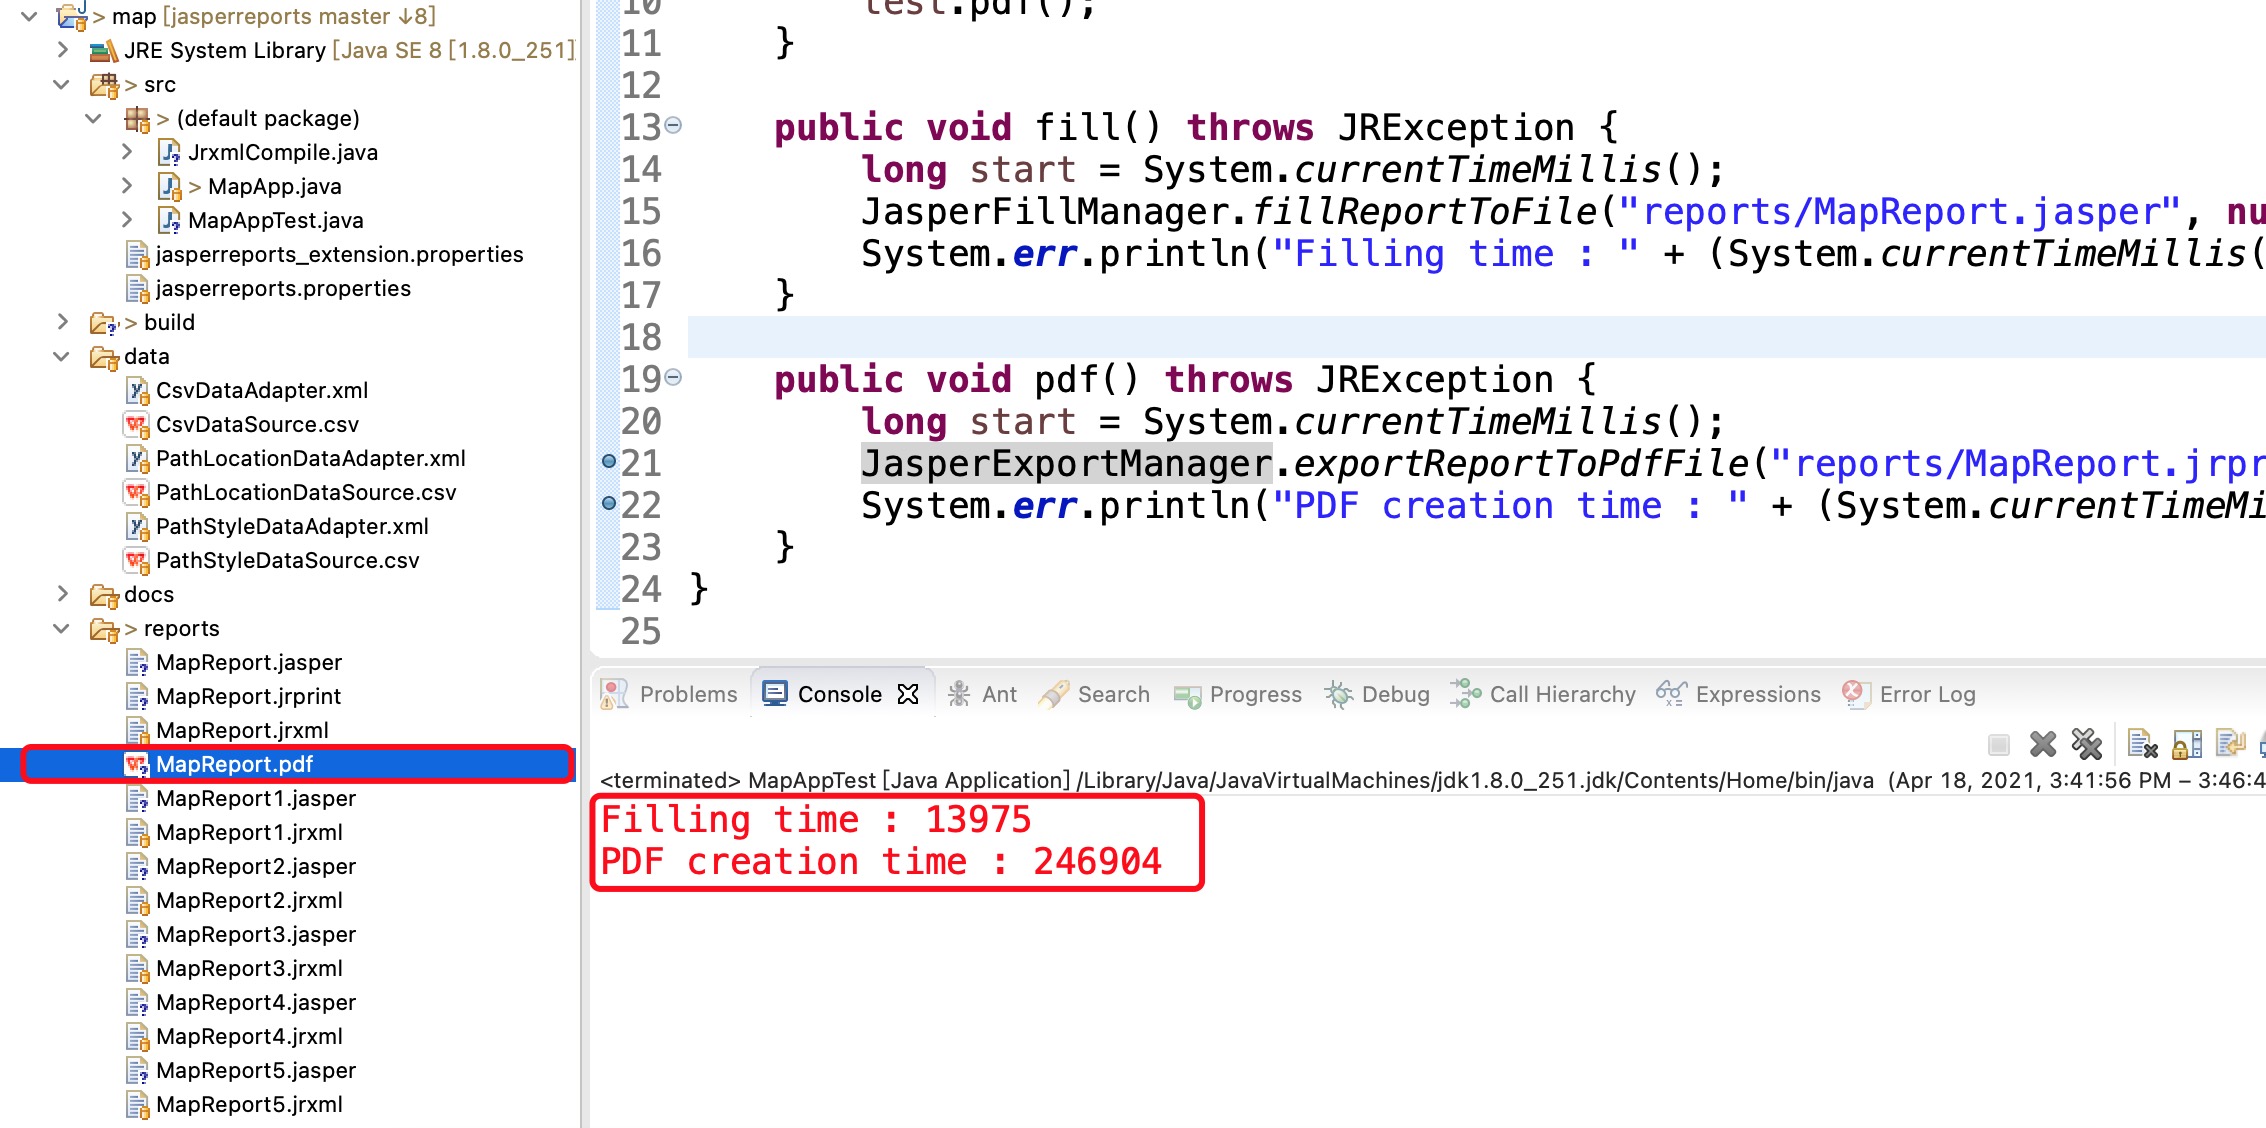 > map [jasperreports master ↓8]
JRE System Library [Java SE 8 [1.8.0_251]
> src
> (default package)
JrxmlCompile.java
> MapApp.java
MapAppTest.java
jasperreports_extension.properties
jasperreports.properties
> build
data
CsvDataAdapter.xml
CsvDataSource.csv
PathLocationDataAdapter.xml
PathLocationDataSource.csv
PathStyleDataAdapter.xml
PathStyleDataSource.csv
docs
> reports
MapReport.jasper
MapReport.jrprint
MapReport.jrxml
MapReport.pdf
MapReport1.jasper
MapReport1.jrxml
MapReport2.jasper
MapReport2.jrxml
MapReport3.jasper
MapReport3.jrxml
MapReport4.jasper
MapReport4.jrxml
MapReport5.jasper
MapReport5.jrxml
10 test.pdf();
11 }
12
13 public void fill() throws JRException {
14 long start = System.currentTimeMillis();
15 JasperFillManager.fillReportToFile("reports/MapReport.jasper", nu
16 System.err.println("Filling time : " + (System.currentTimeMillis(
17 }
18
19 public void pdf() throws JRException {
20 long start = System.currentTimeMillis();
21 JasperExportManager.exportReportToPdfFile("reports/MapReport.jrpr
22 System.err.println("PDF creation time : " + (System.currentTimeMi
23 }
24 }
25
Problems Console Ant Search Progress Debug Call Hierarchy Expressions Error Log
<terminated> MapAppTest [Java Application] /Library/Java/JavaVirtualMachines/jdk1.8.0_251.jdk/Contents/Home/bin/java (Apr 18, 2021, 3:41:56 PM – 3:46:4
Filling time : 13975
PDF creation time : 246904